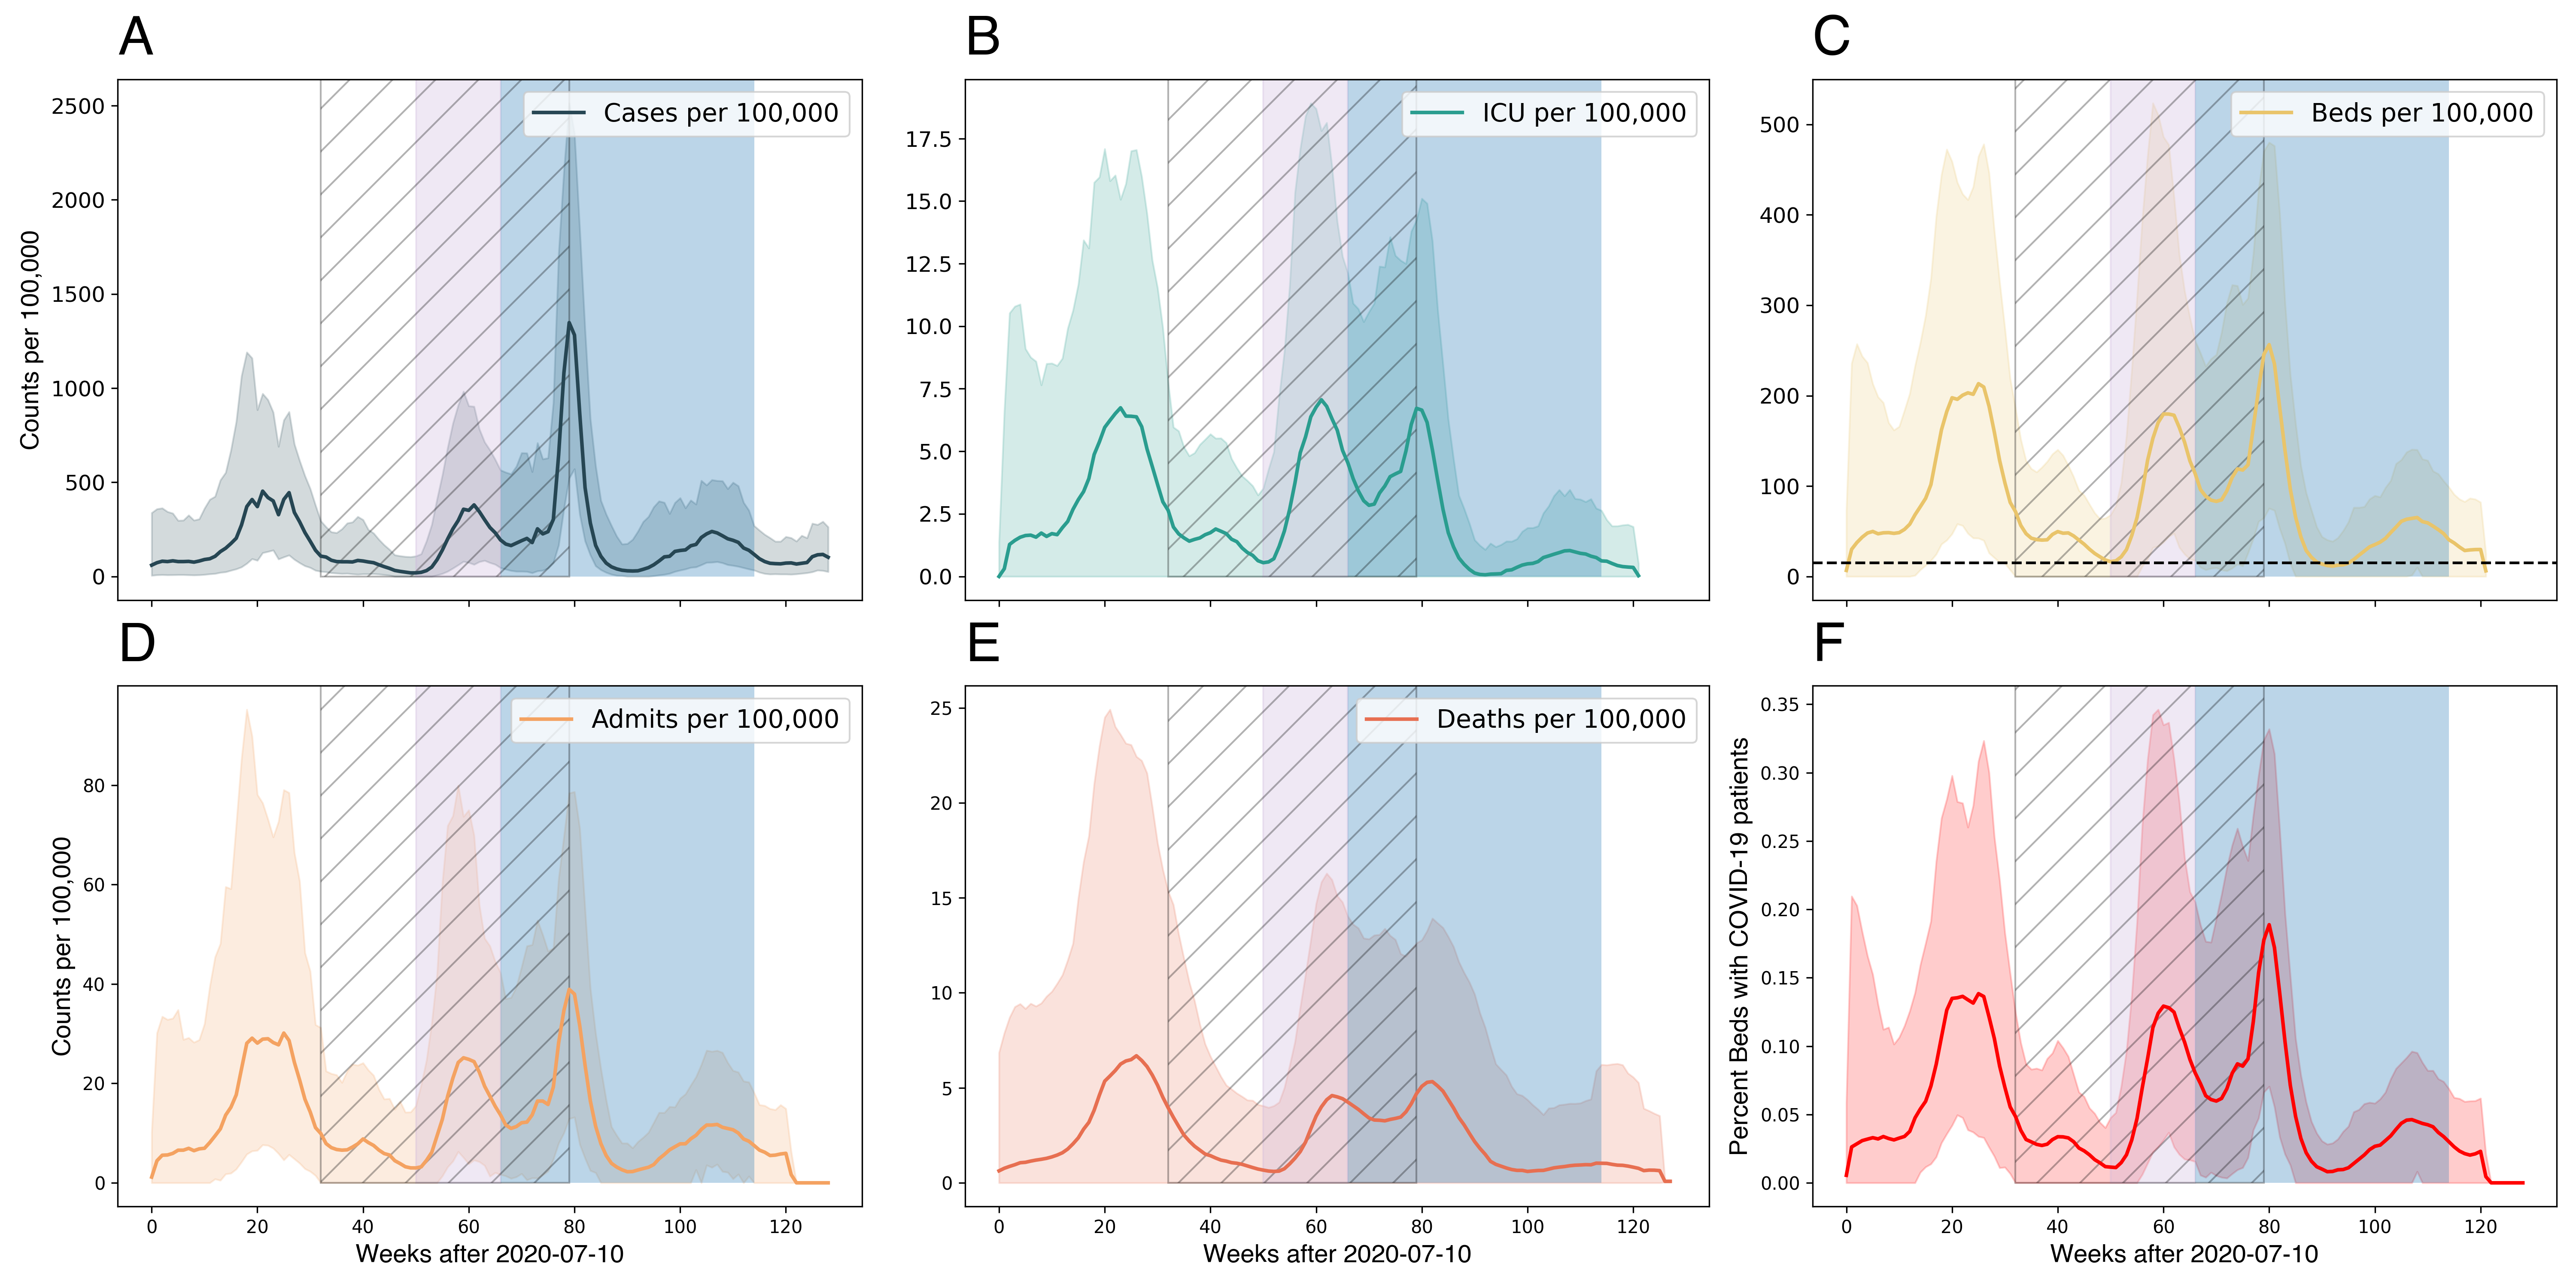 A
B
C
Counts per 100,000
2500
2000
1500
1000
500
0
Cases per 100,000
17.5
15.0
12.5
10.0
7.5
5.0
2.5
0.0
ICU per 100,000
500
400
300
200
100
0
Beds per 100,000
D
E
F
Counts per 100,000
80
60
40
20
0
Admits per 100,000
0 20 40 60 80 100 120
Weeks after 2020-07-10
25
20
15
10
5
0
Deaths per 100,000
0 20 40 60 80 100 120
Weeks after 2020-07-10
Percent Beds with COVID-19 patients
0.35
0.30
0.25
0.20
0.15
0.10
0.05
0.00
0 20 40 60 80 100 120
Weeks after 2020-07-10